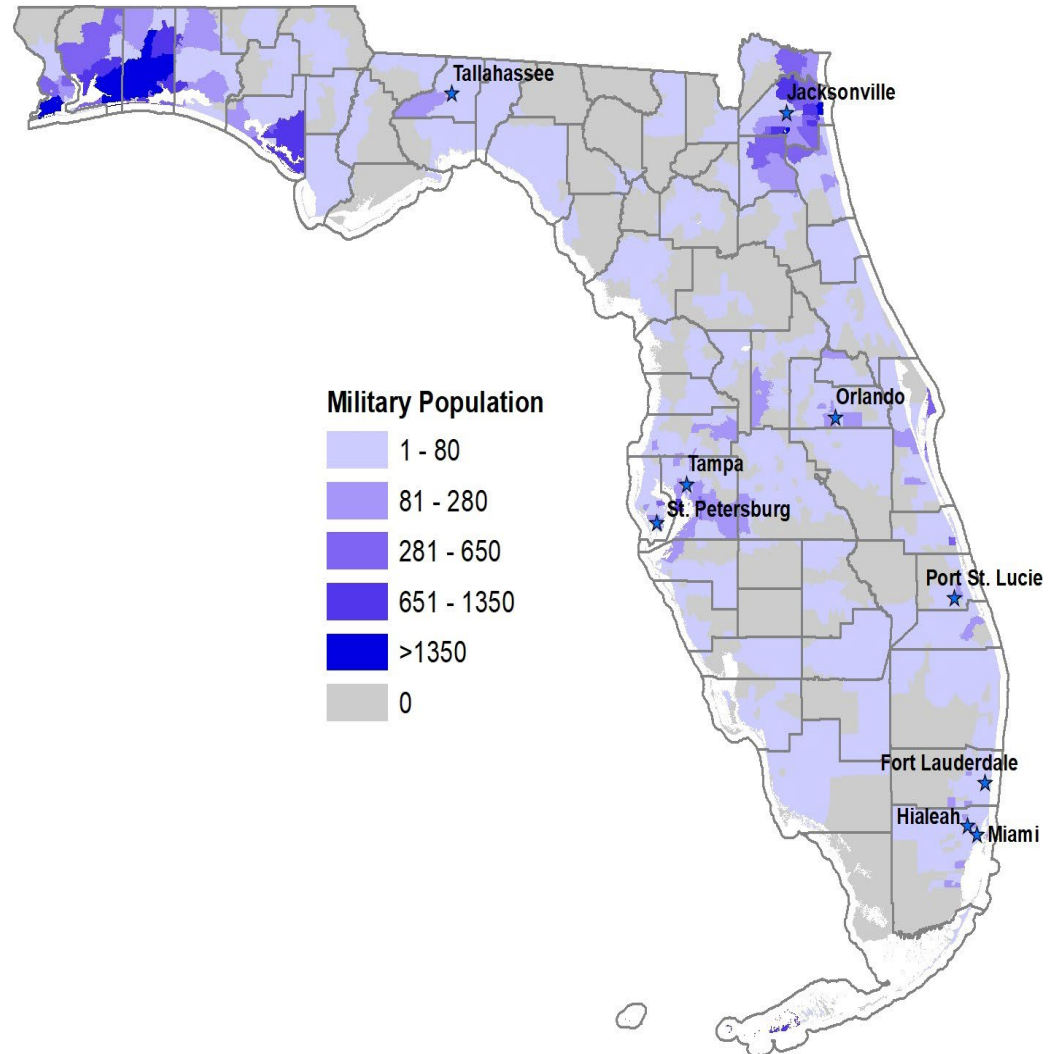 Tallahassee
Jacksonville
Military Population
1 - 80
81 - 280
281 - 650
651 - 1350
>1350
0
Orlando
Tampa
St. Petersburg
Port St. Lucie
Fort Lauderdale
Hialeah
Miami